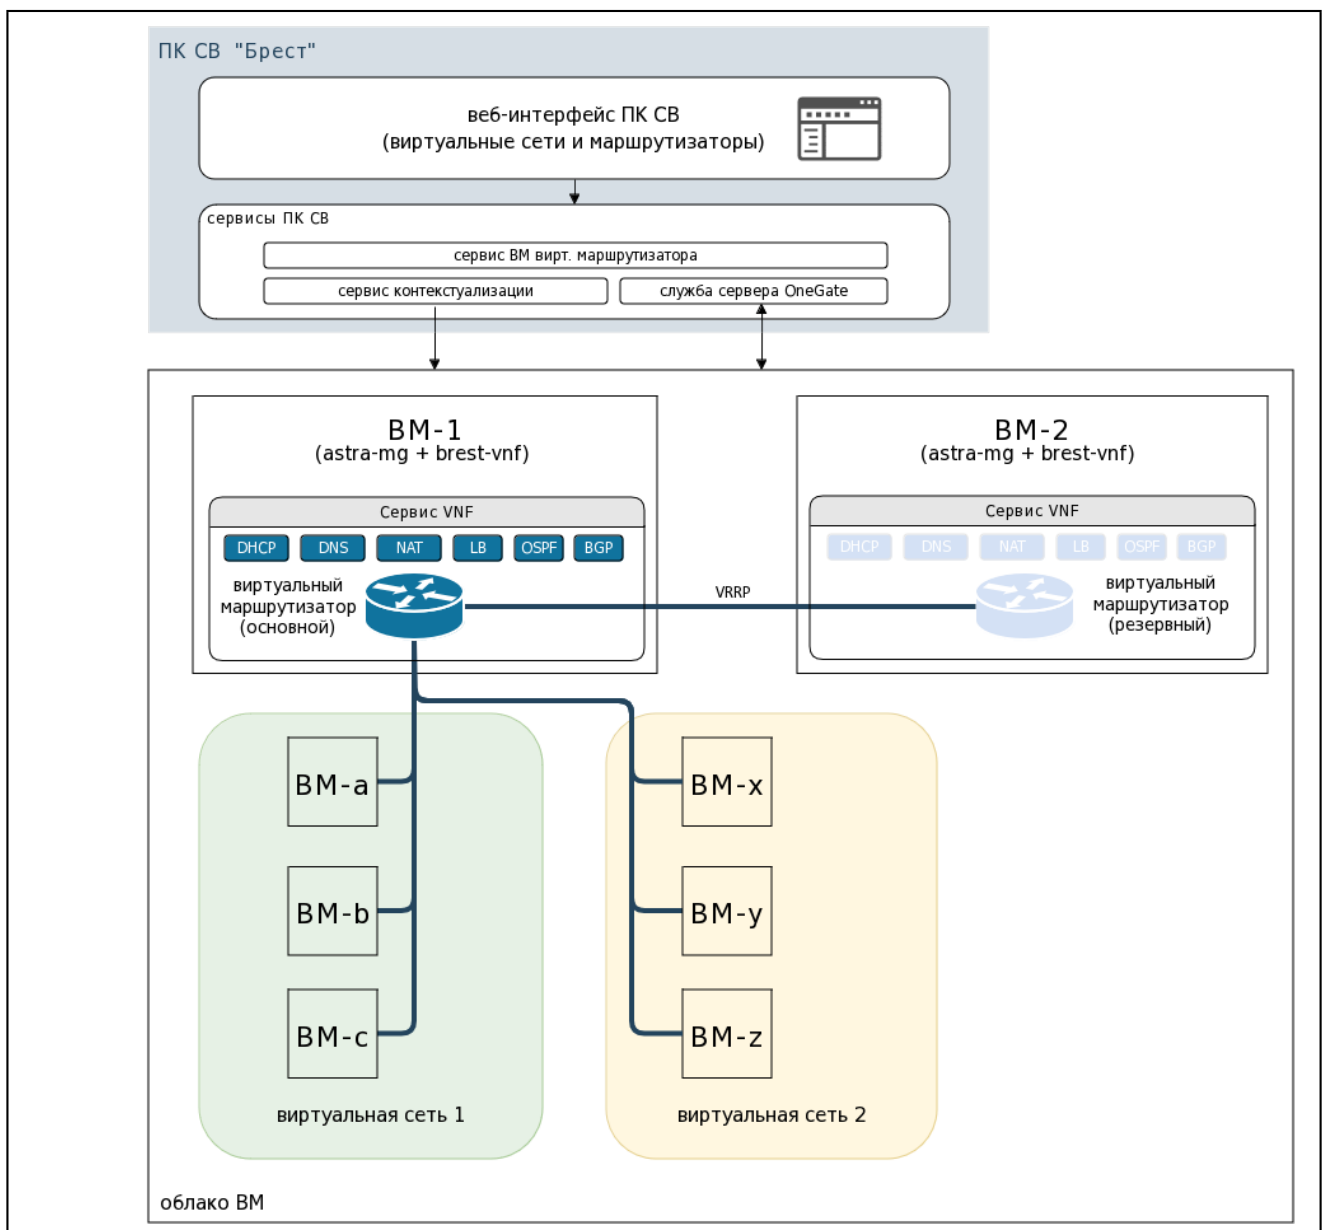 ПК СВ "Брест"
веб-интерфейс ПК СВ
(виртуальные сети и маршрутизаторы)
сервисы ПК СВ
сервис ВМ вирт. маршрутизатора
сервис контекстуализации
служба сервера OneGate
ВМ-1
(astra-mg + brest-vnf)
Сервис VNF
DHCP
DNS
NAT
LB
OSPF
BGP
виртуальный
маршрутизатор
(основной)
VRRP
ВМ-2
(astra-mg + brest-vnf)
Сервис VNF
DHCP
DNS
NAT
LB
OSPF
BGP
виртуальный
маршрутизатор
(резервный)
ВМ-a
ВМ-b
ВМ-c
виртуальная сеть 1
ВМ-x
ВМ-y
ВМ-z
виртуальная сеть 2
облако ВМ